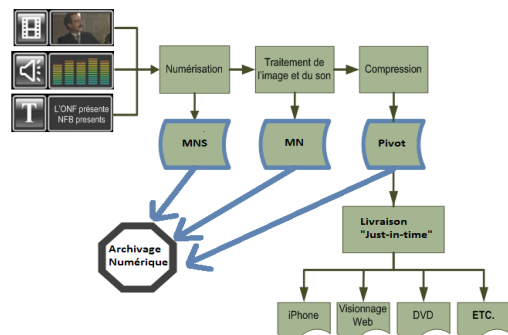 T
L'ONF présente
NFB presents
Numérisation
Traitement de
l'image et du son
Compression
MNS
MN
Pivot
Archivage
Numérique
Livraison
"Just-in-time"
iPhone
Visionnage
Web
DVD
ETC.